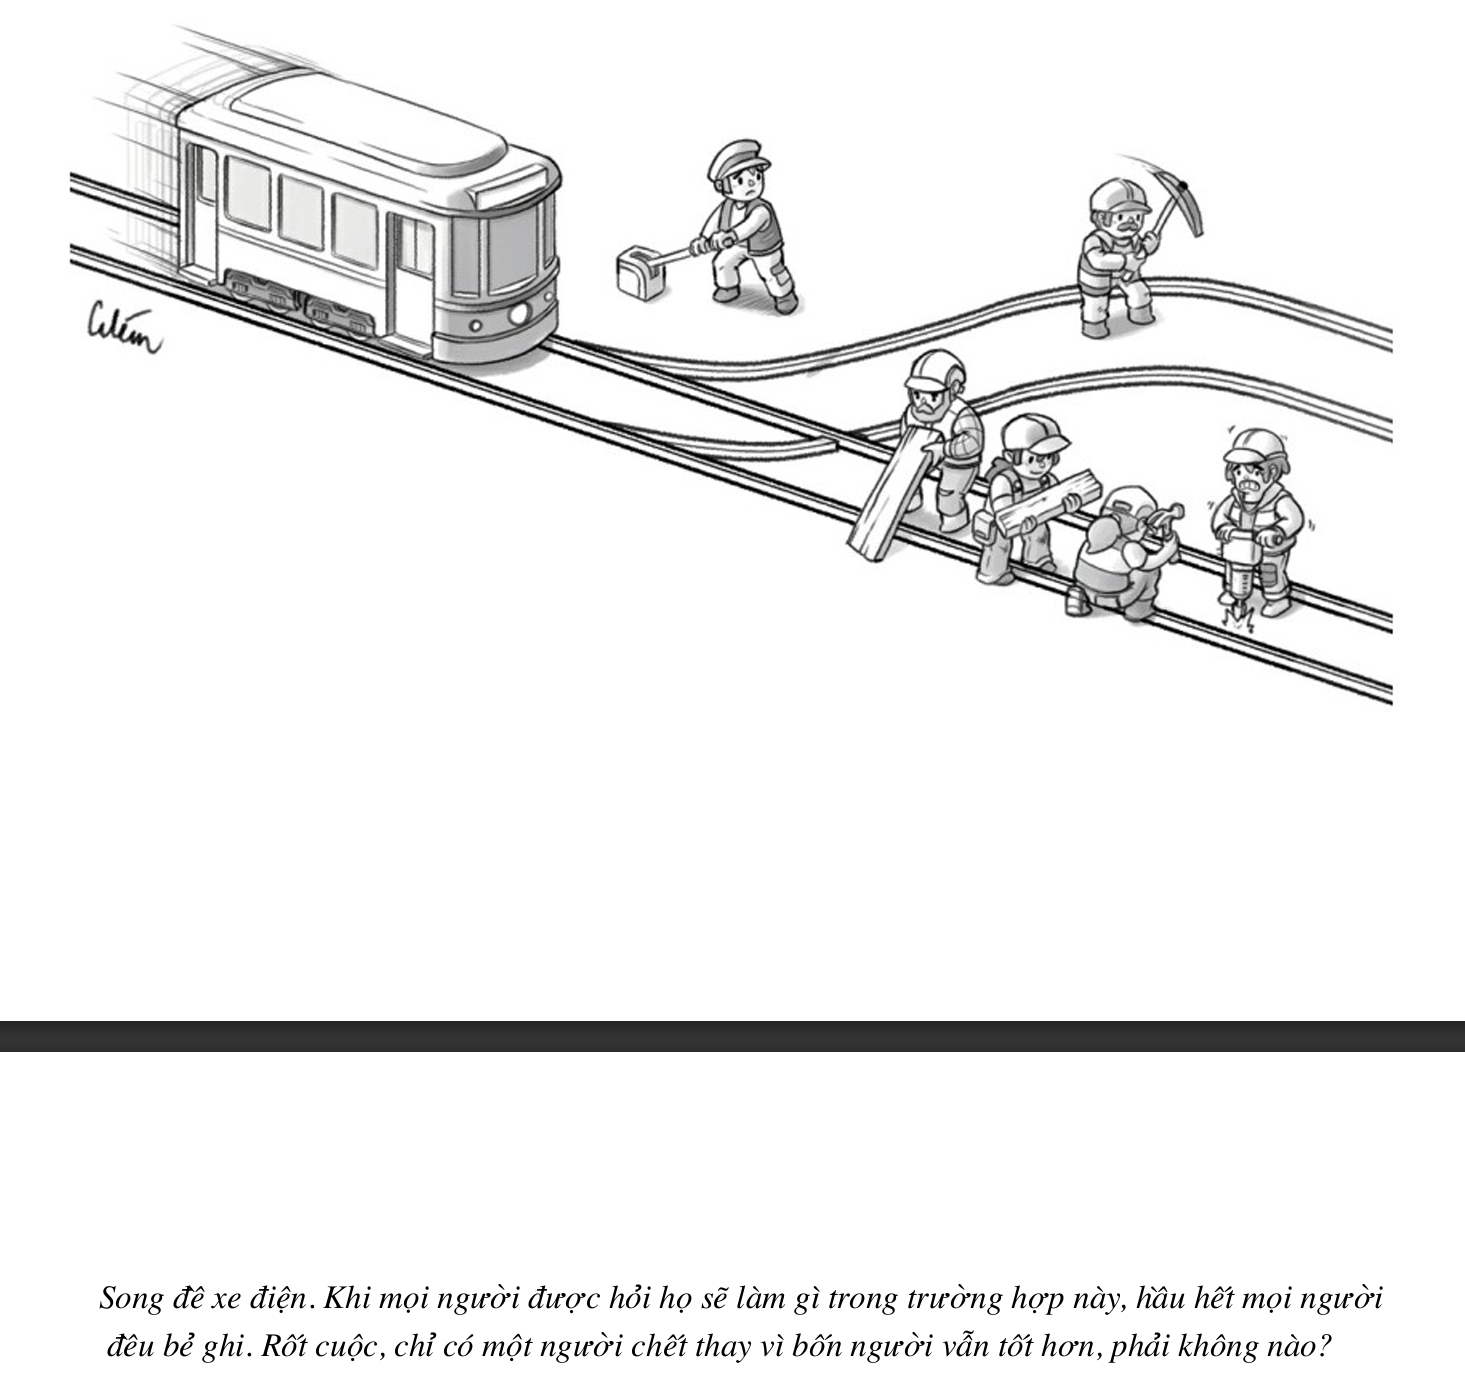 Song đề xe điện. Khi mọi người được hỏi họ sẽ làm gì trong trường hợp này, hầu hết mọi người
đều bẻ ghi. Rốt cuộc, chỉ có một người chết thay vì bốn người vẫn tốt hơn, phải không nào?